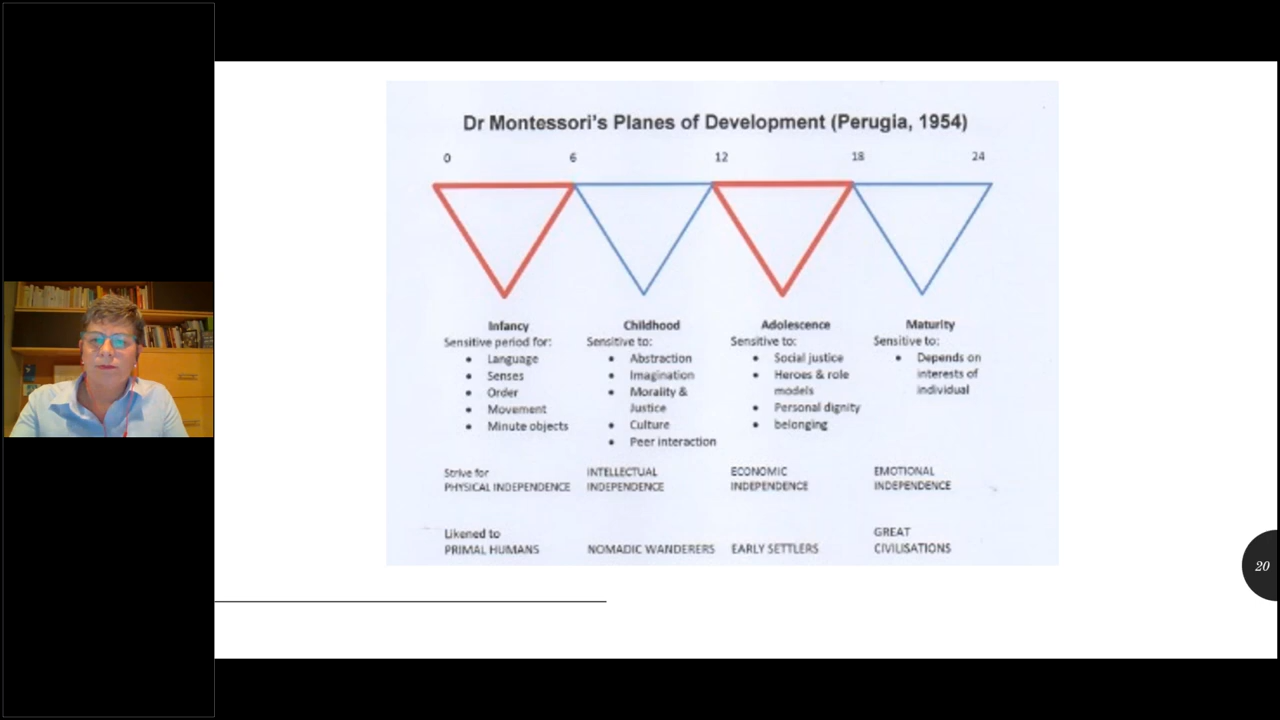 Dr Montessori's Planes of Development (Perugia, 1954)
0 6 12 18 24
Infancy
Sensitive period for:
• Language
• Senses
• Order
• Movement
• Minute objects
Childhood
Sensitive to:
• Abstraction
• Imagination
• Morality &
Justice
• Culture
• Peer interaction
Adolescence
Sensitive to:
• Social justice
• Heroes & role
models
• Personal dignity
• belonging
Maturity
Sensitive to:
• Depends on
interests of
individual
Strive for
PHYSICAL INDEPENDENCE
INTELLECTUAL
INDEPENDENCE
ECONOMIC
INDEPENDENCE
EMOTIONAL
INDEPENDENCE
Likened to
PRIMAL HUMANS
NOMADIC WANDERERS
EARLY SETTLERS
GREAT
CIVILISATIONS
20